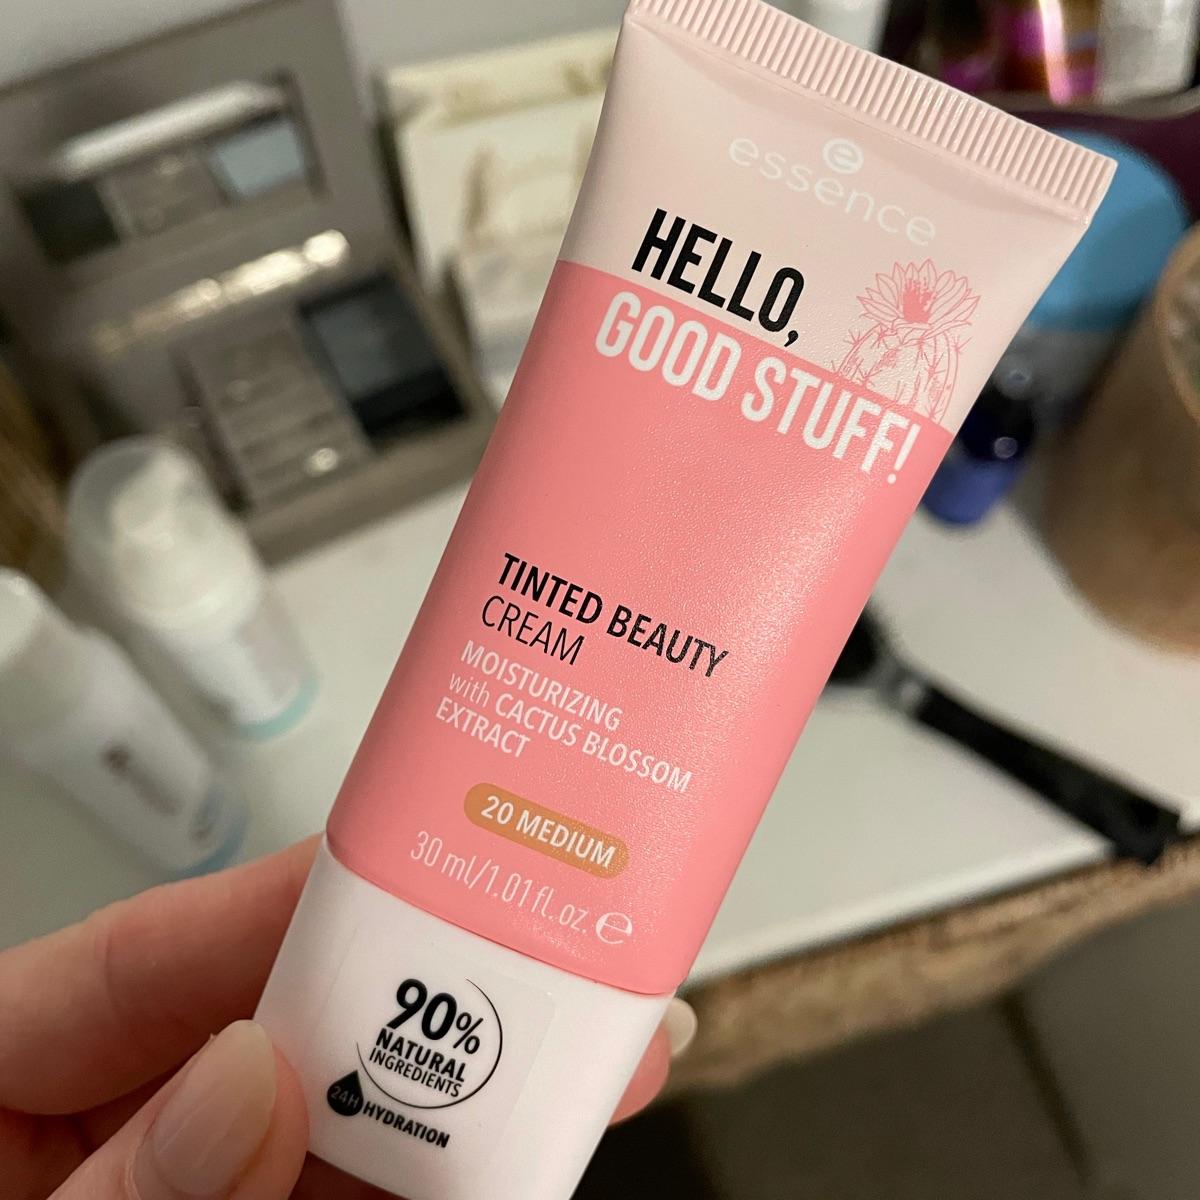 essence
HELLO,
GOOD STUFF!
TINTED BEAUTY
CREAM
MOISTURIZING
with CACTUS BLOSSOM
EXTRACT
20 MEDIUM
30 ml/1.01 fl. oz. ℮
90%
NATURAL
INGREDIENTS
24H HYDRATION